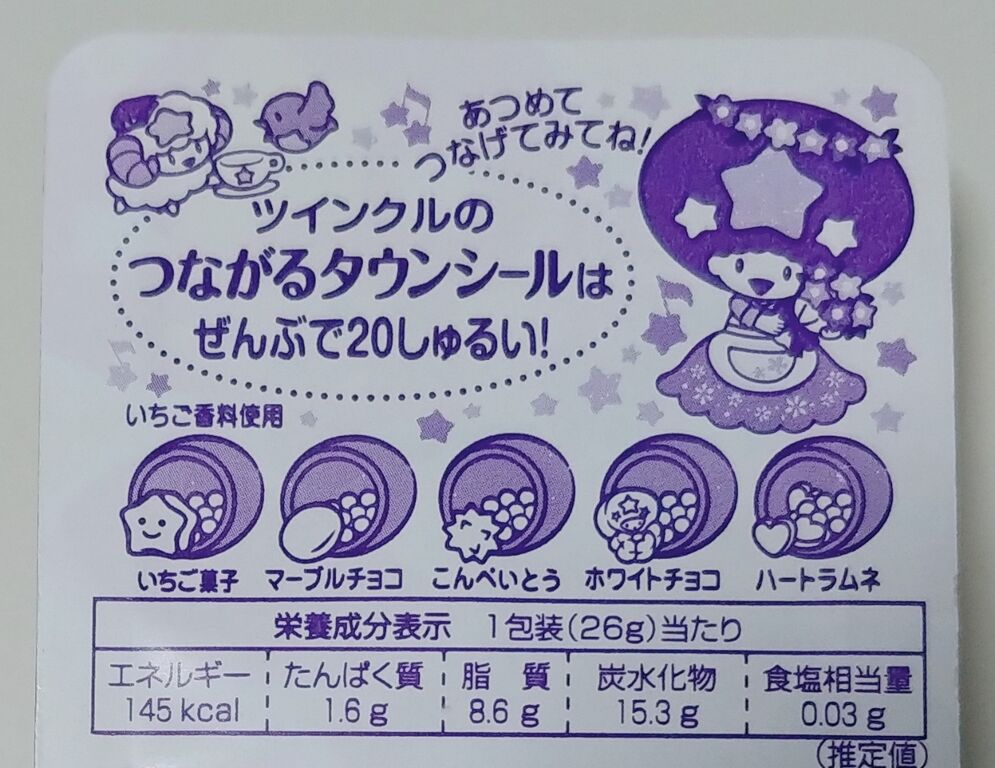 あつめて
つなげてみてね!
ツインクルの
つながるタウンシールは
ぜんぶで20しゅるい!
いちご香料使用
いちご菓子 マーブルチョコ こんぺいとう ホワイトチョコ ハートラムネ
栄養成分表示 1包装(26g)当たり
エネルギー たんぱく質 脂 質 炭水化物 食塩相当量
145 kcal 1.6 g 8.6 g 15.3 g 0.03 g
(推定値)